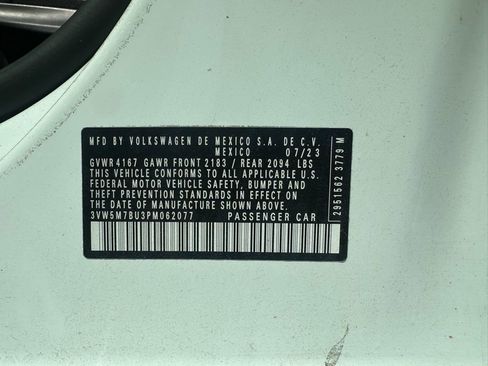 MFD BY VOLKSWAGEN DE MEXICO S.A. DE C.V.
MEXICO 07/23
GVWR 4167 GAWR FRONT 2183 / REAR 2094 LBS
THIS VEHICLE CONFORMS TO ALL APPLICABLE U.S.
FEDERAL MOTOR VEHICLE SAFETY, BUMPER AND
THEFT PREVENTION STANDARDS IN EFFECT ON
THE DATE OF MANUFACTURE SHOWN ABOVE
3VW5M7BU3PM062077 PASSENGER CAR
2951562 3779 M